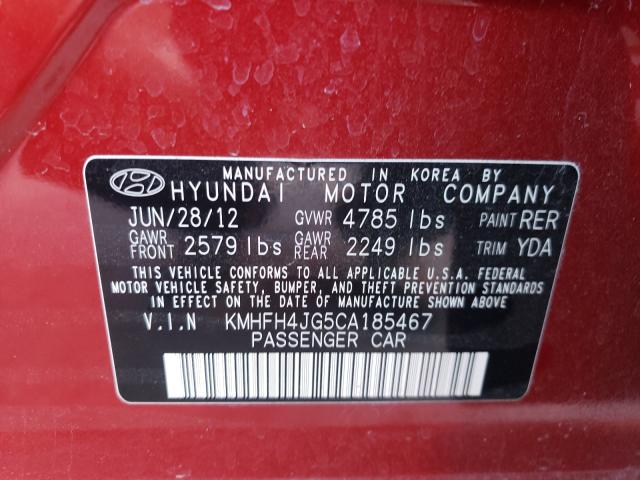 MANUFACTURED IN KOREA BY
HYUNDAI MOTOR COMPANY
JUN/28/12 GVWR 4785 lbs PAINT RER
GAWR FRONT 2579 lbs GAWR REAR 2249 lbs TRIM YDA
THIS VEHICLE CONFORMS TO ALL APPLICABLE U.S.A. FEDERAL
MOTOR VEHICLE SAFETY, BUMPER, AND THEFT PREVENTION STANDARDS
IN EFFECT ON THE DATE OF MANUFACTURE SHOWN ABOVE.
V.I.N KMHFH4JG5CA185467
PASSENGER CAR